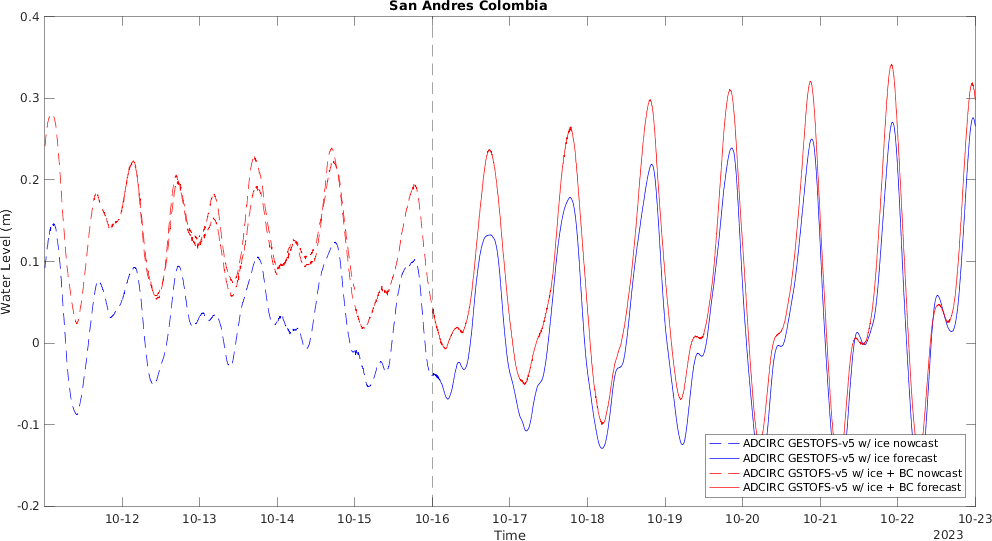 San Andres Colombia
0.4
0.3
0.2
0.1
0
-0.1
-0.2
Water Level (m)
ADCIRC GESTOFS-v5 w/ ice nowcast
ADCIRC GESTOFS-v5 w/ ice forecast
ADCIRC GSTOFS-v5 w/ ice + BC nowcast
ADCIRC GSTOFS-v5 w/ ice + BC forecast
10-12 10-13 10-14 10-15 10-16 10-17 10-18 10-19 10-20 10-21 10-22 10-23
Time
2023